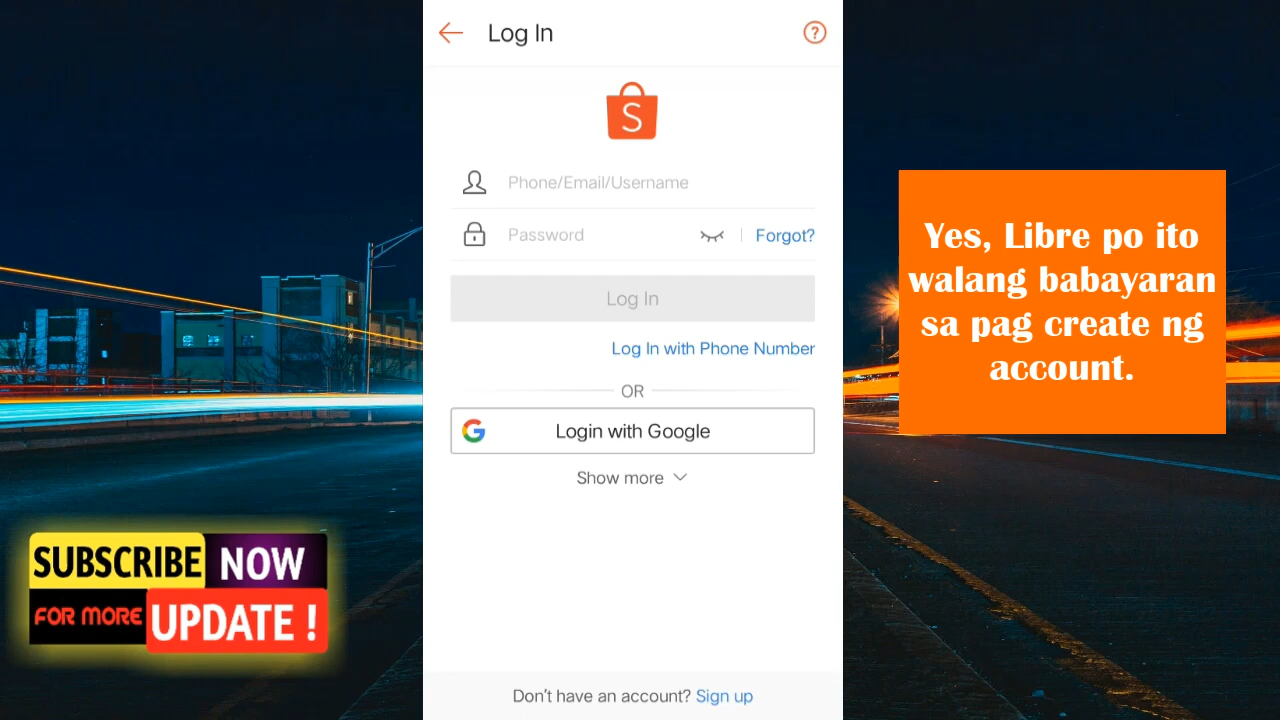 Log In
?
S
Phone/Email/Username
Password
Forgot?
Log In
Log In with Phone Number
OR
G
Login with Google
Show more
Don't have an account? Sign up
Yes, Libre po ito
walang babayaran
sa pag create ng
account.
SUBSCRIBE NOW
FOR MORE UPDATE !